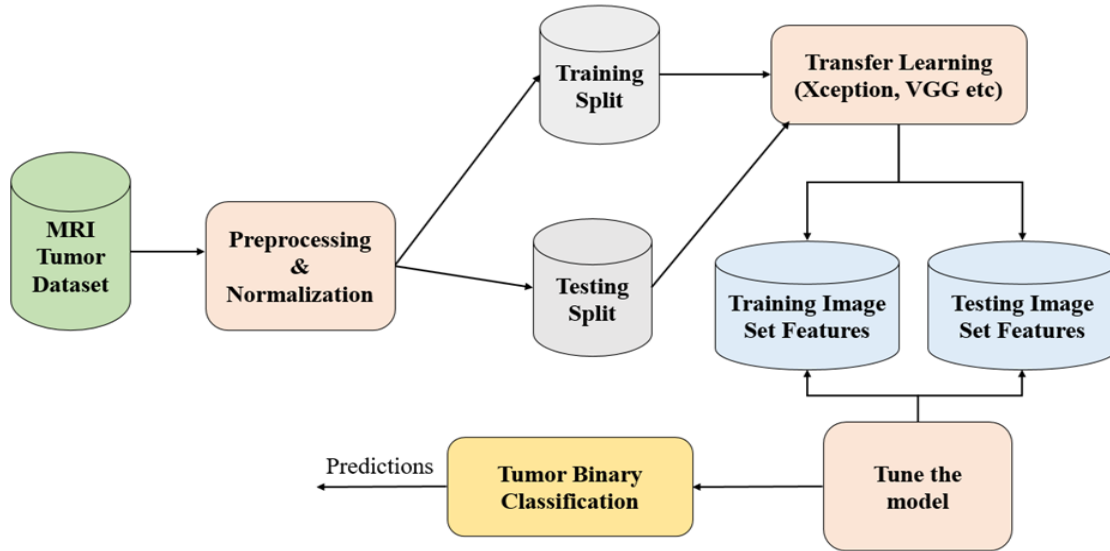 Training
Split
Transfer Learning
(Xception, VGG etc)
MRI
Tumor
Dataset
Preprocessing
&
Normalization
Testing
Split
Training Image
Set Features
Testing Image
Set Features
Predictions
Tumor Binary
Classification
Tune the
model